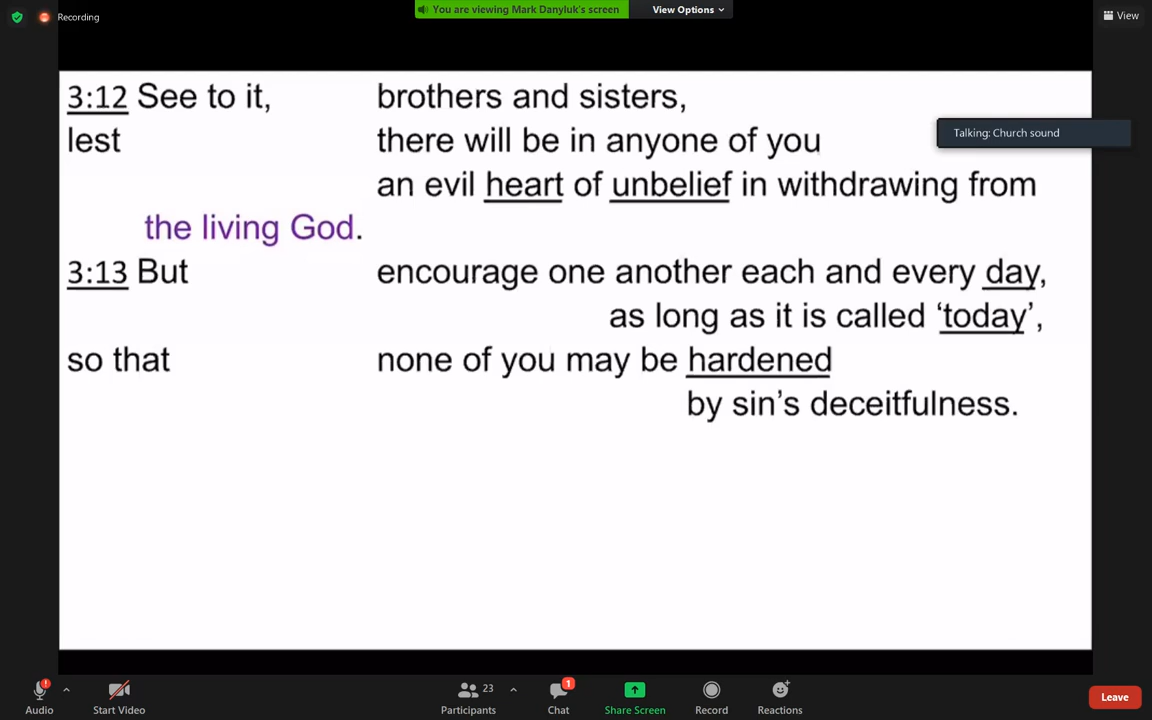 Recording
You are viewing Mark Danyluk's screen
View Options
View
3:12 See to it, brothers and sisters,
Talking: Church sound
lest there will be in anyone of you
an evil heart of unbelief in withdrawing from
the living God.
3:13 But encourage one another each and every day,
as long as it is called ‘today’,
so that none of you may be hardened
by sin’s deceitfulness.
Audio
Start Video
23
Participants
1
Chat
Share Screen
Record
Reactions
Leave